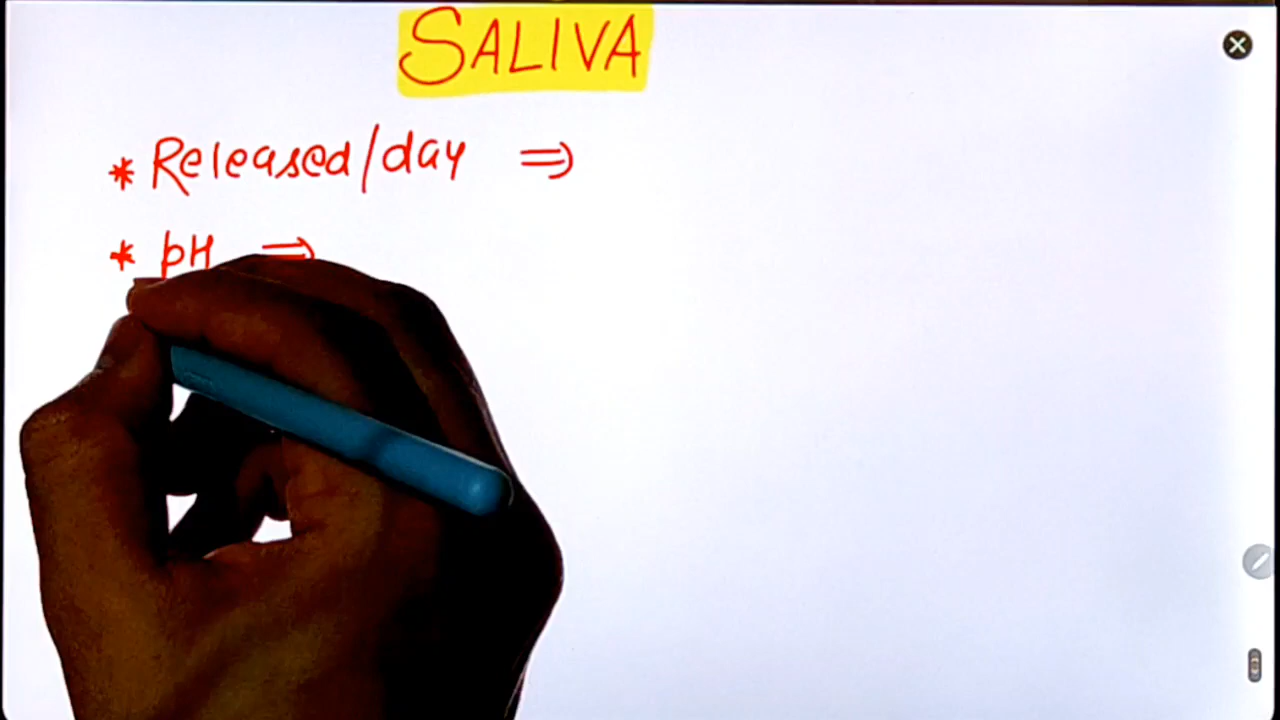 SALIVA
* Released/day ⇒
* pH ⇒